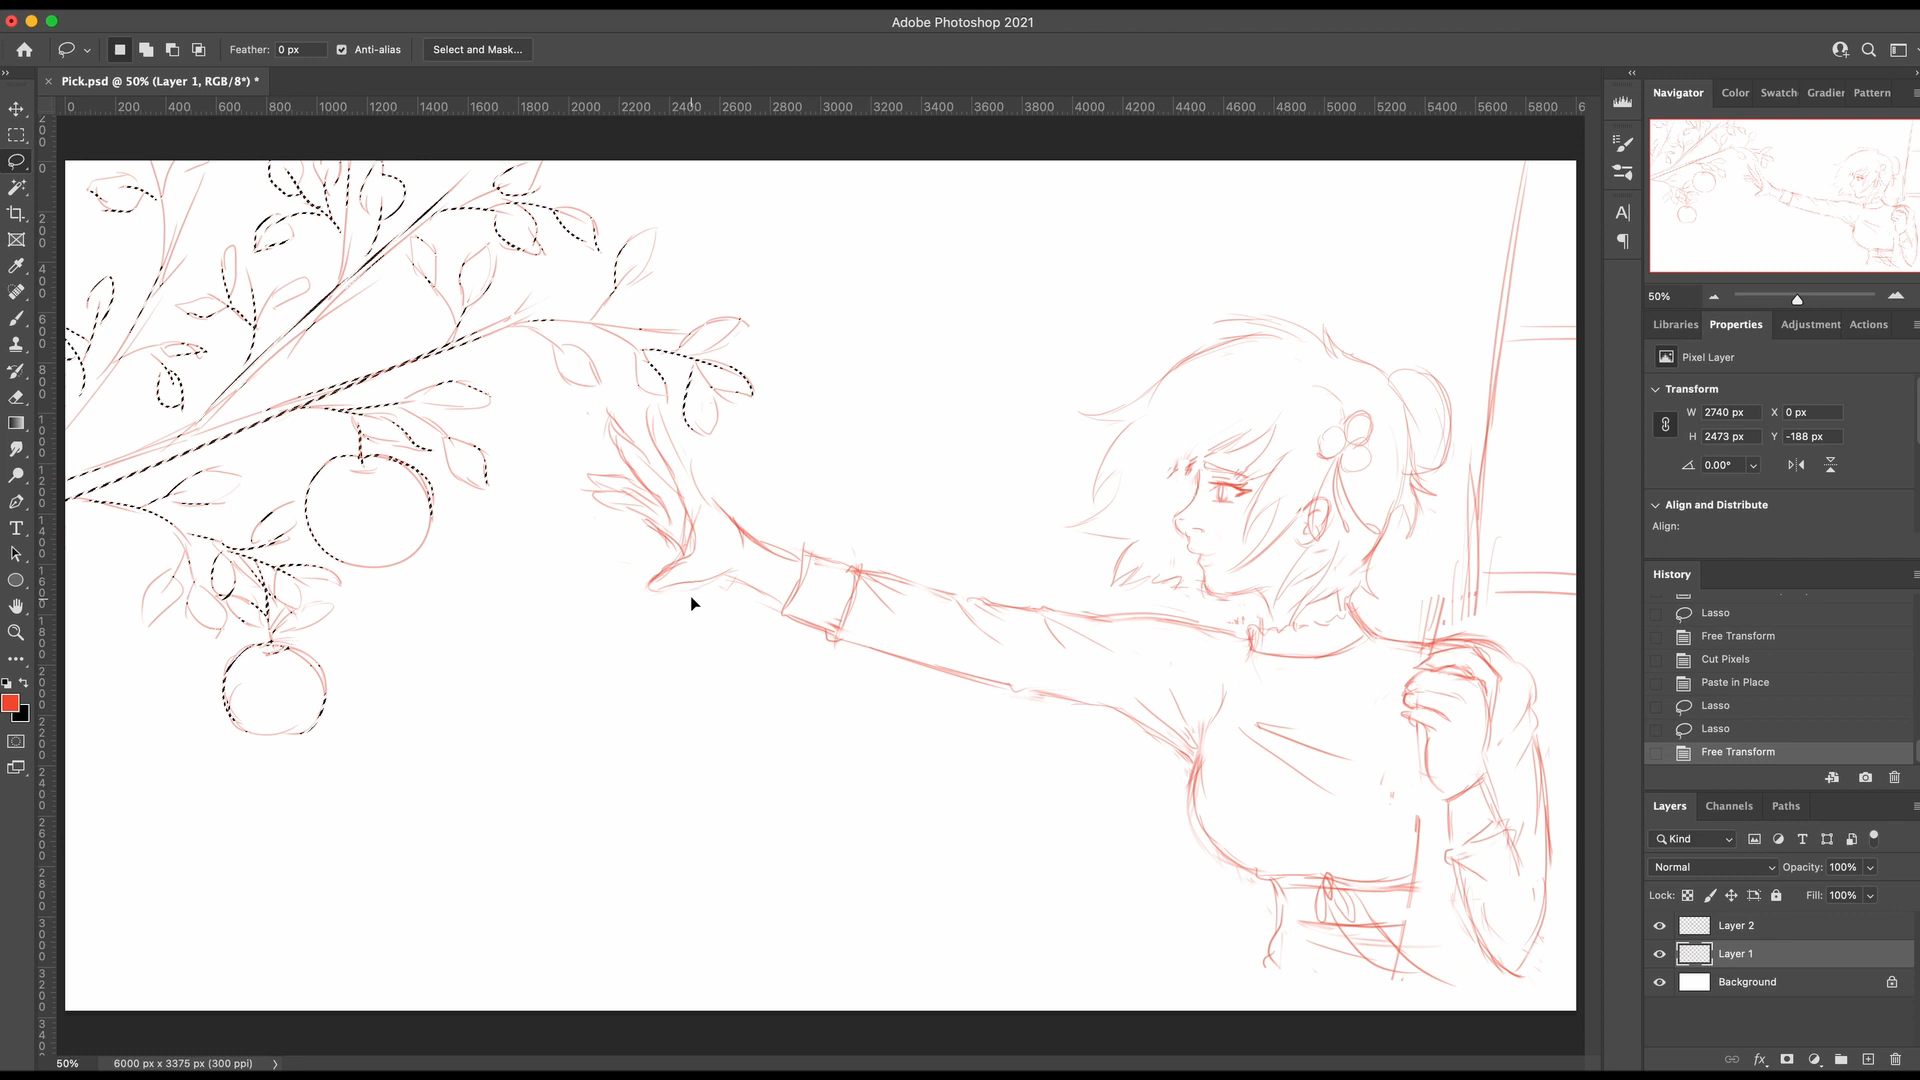 Adobe Photoshop 2021
Feather: 0 px Anti-alias Select and Mask...
Pick.psd @ 50% (Layer 1, RGB/8*) *
0 200 400 600 800 1000 1200 1400 1600 1800 2000 2200 2400 2600 2800 3000 3200 3400 3600 3800 4000 4200 4400 4600 4800 5000 5200 5400 5600 5800 6
Navigator Color Swatch Gradier Pattern
50%
Libraries Properties Adjustment Actions
Pixel Layer
Transform
W 2740 px X 0 px
H 2473 px Y -188 px
0.00°
Align and Distribute
Align:
History
Lasso
Free Transform
Cut Pixels
Paste in Place
Lasso
Lasso
Free Transform
Layers Channels Paths
Kind
Normal Opacity: 100%
Lock: Fill: 100%
Layer 2
Layer 1
Background
50% 6000 px x 3375 px (300 ppi)